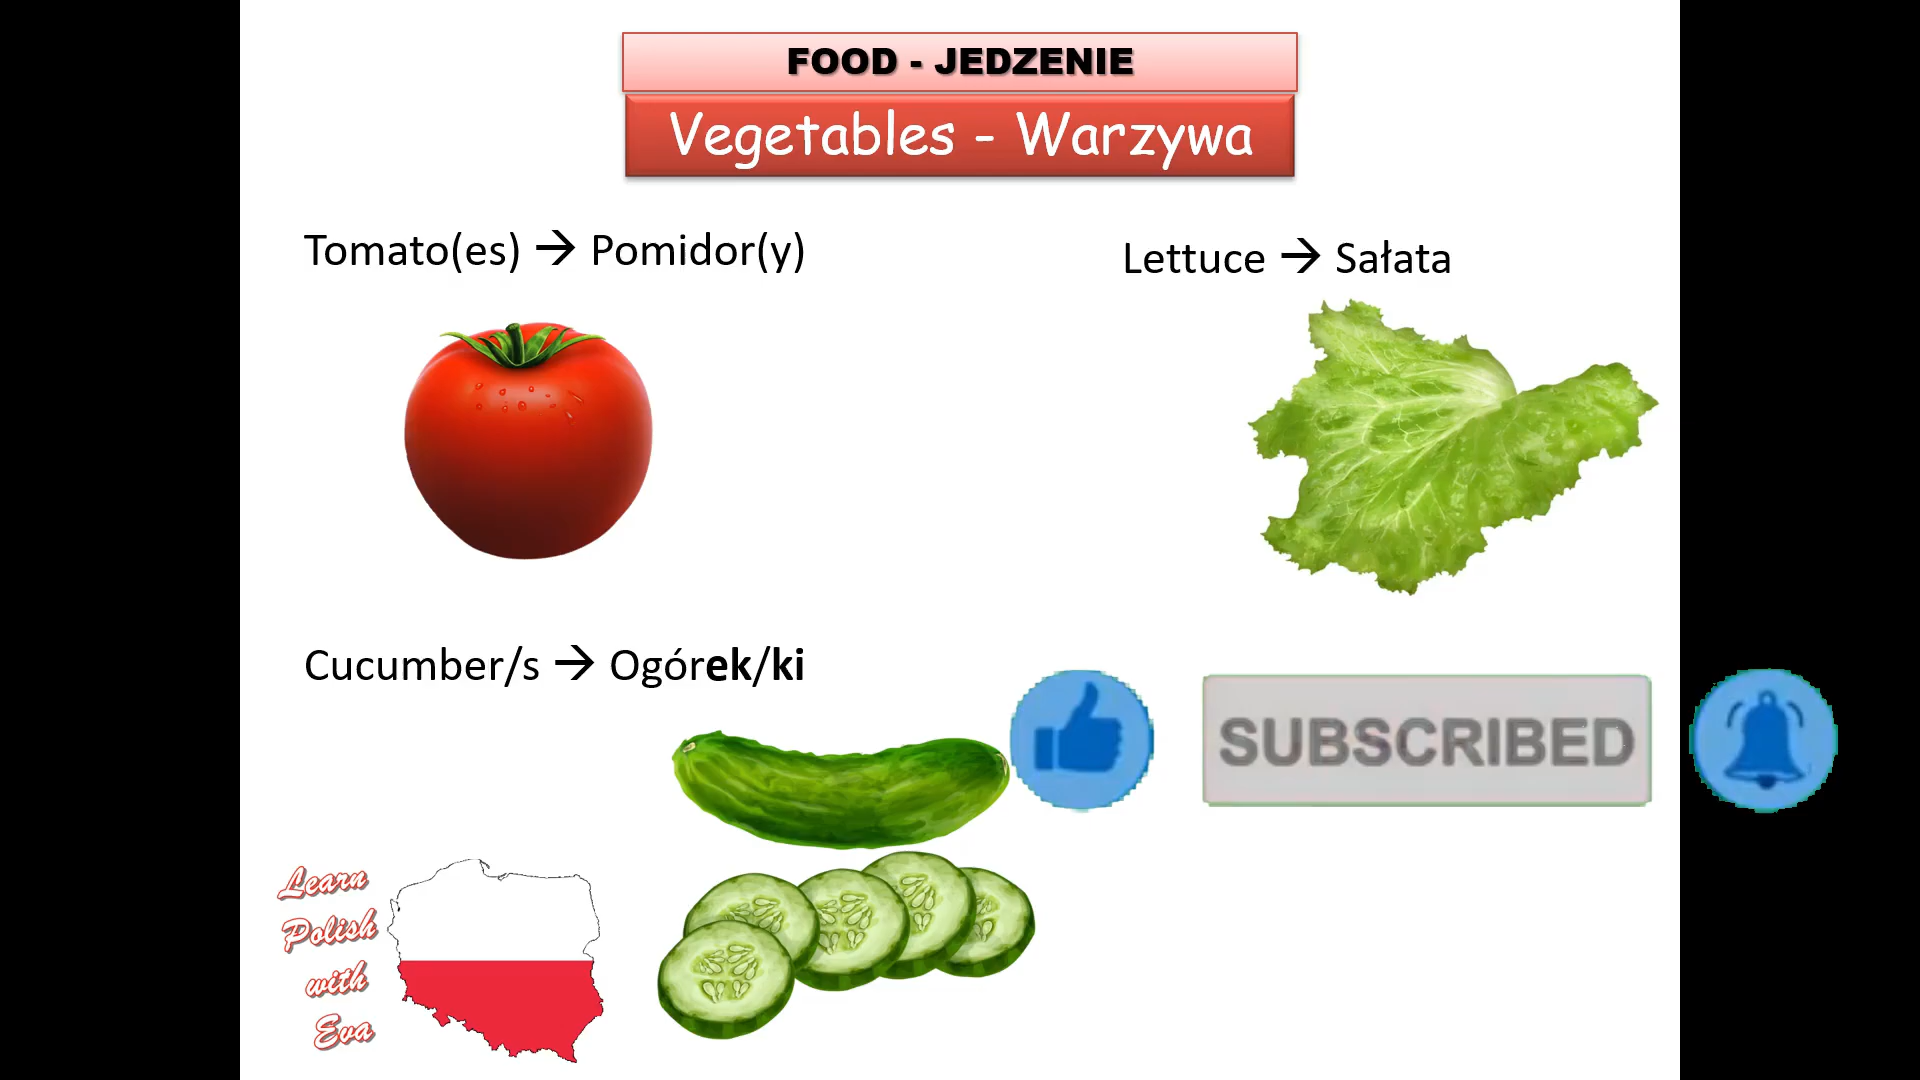 FOOD - JEDZENIE
Vegetables - Warzywa
Tomato(es) → Pomidor(y)
Lettuce → Sałata
Cucumber/s → Ogórek/ki
SUBSCRIBED
Learn
Polish
with
Eva